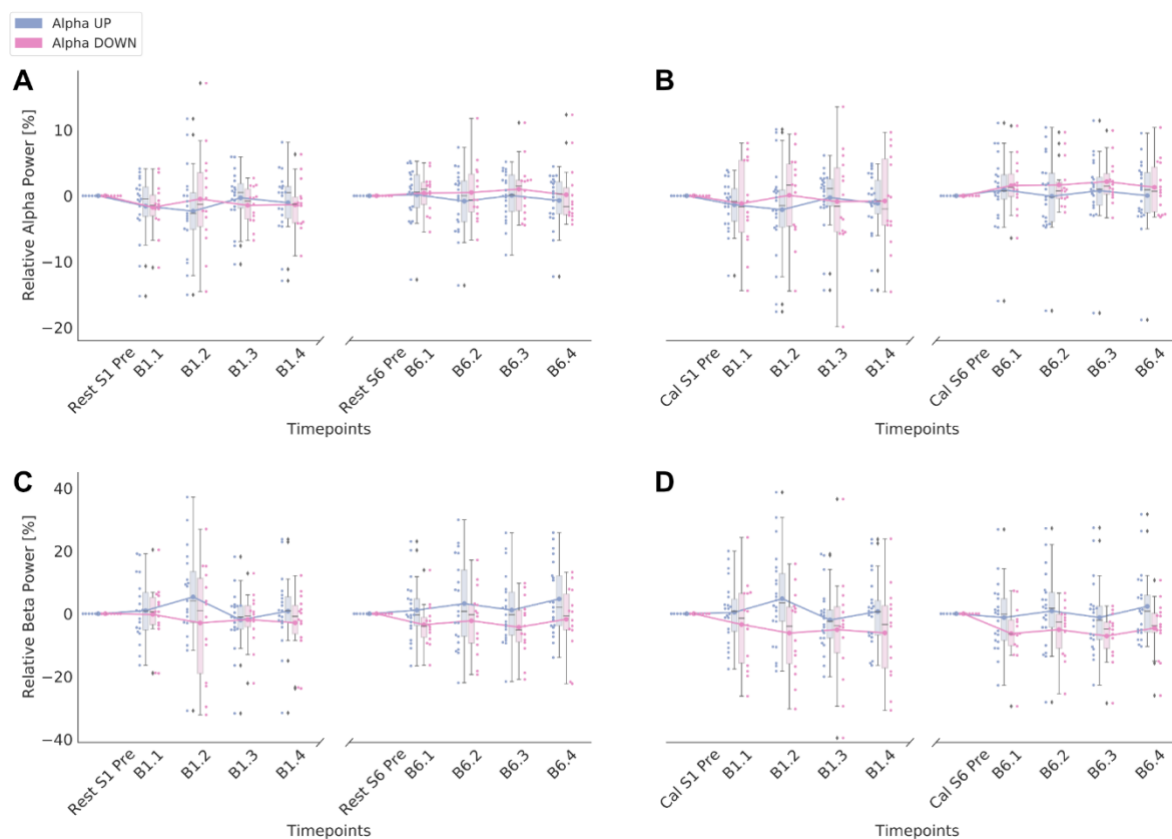 Alpha UP
Alpha DOWN
A
Relative Alpha Power [%]
10
0
−10
−20
Rest S1 Pre
B1.1
B1.2
B1.3
B1.4
Rest S6 Pre
B6.1
B6.2
B6.3
B6.4
Timepoints
B
Cal S1 Pre
B1.1
B1.2
B1.3
B1.4
Cal S6 Pre
B6.1
B6.2
B6.3
B6.4
Timepoints
C
Relative Beta Power [%]
40
20
0
−20
−40
Rest S1 Pre
B1.1
B1.2
B1.3
B1.4
Rest S6 Pre
B6.1
B6.2
B6.3
B6.4
Timepoints
D
Cal S1 Pre
B1.1
B1.2
B1.3
B1.4
Cal S6 Pre
B6.1
B6.2
B6.3
B6.4
Timepoints